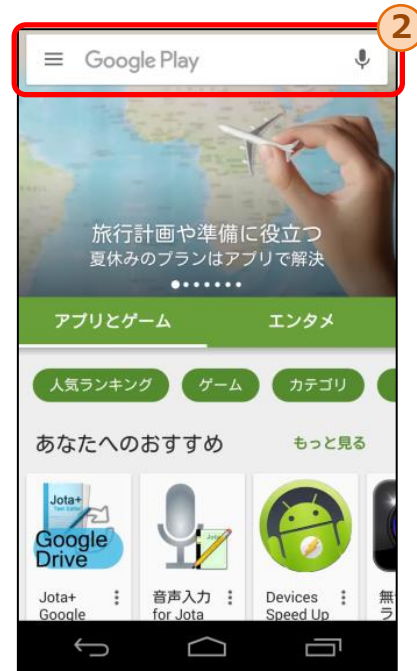 ②
Google Play
旅行計画や準備に役立つ
夏休みのプランはアプリで解決
アプリとゲーム
エンタメ
人気ランキング
ゲーム
カテゴリ
あなたへのおすすめ
もっと見る
Jota+
Text Editor
Google
Drive
Jota+
Google
音声入力
for Jota
Devices
Speed Up
無
ラ